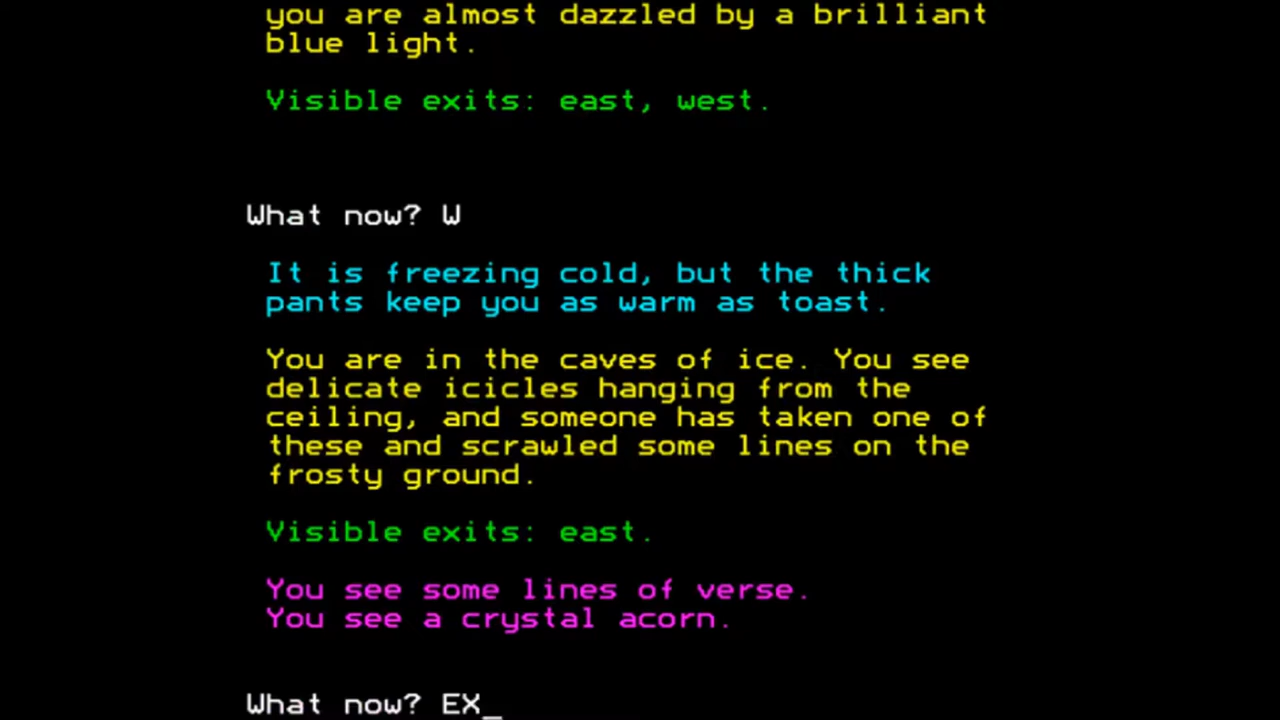 you are almost dazzled by a brilliant
blue light.
Visible exits: east, west.
What now? W
It is freezing cold, but the thick
pants keep you as warm as toast.
You are in the caves of ice. You see
delicate icicles hanging from the
ceiling, and someone has taken one of
these and scrawled some lines on the
frosty ground.
Visible exits: east.
You see some lines of verse.
You see a crystal acorn.
What now? EX_